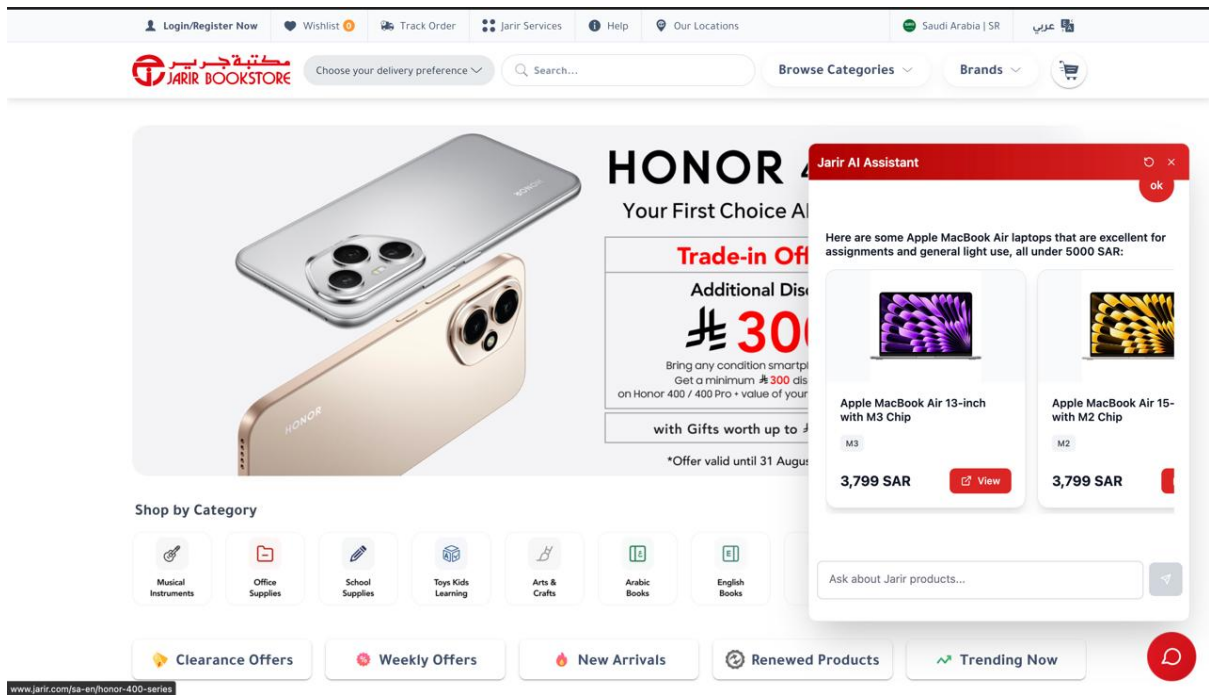 Login/Register Now
Wishlist 0
Track Order
Jarir Services
Help
Our Locations
Saudi Arabia | SR
عربي
مكتبة جرير
JARIR BOOKSTORE
Choose your delivery preference
Search...
Browse Categories
Brands
HONOR 4
Your First Choice AI
Trade-in Off
Additional Disc
300
Bring any condition smartp
Get a minimum 300 dis
on Honor 400 / 400 Pro + value of your
with Gifts worth up to
*Offer valid until 31 Augus
HONOR
HONOR
Jarir AI Assistant
ok
Here are some Apple MacBook Air laptops that are excellent for
assignments and general light use, all under 5000 SAR:
Apple MacBook Air 13-inch
with M3 Chip
M3
3,799 SAR
View
Apple MacBook Air 15-
with M2 Chip
M2
3,799 SAR
Ask about Jarir products...
Shop by Category
Musical
Instruments
Office
Supplies
School
Supplies
Toys Kids
Learning
Arts &
Crafts
Arabic
Books
English
Books
Clearance Offers
Weekly Offers
New Arrivals
Renewed Products
Trending Now
www.jarir.com/sa-en/honor-400-series